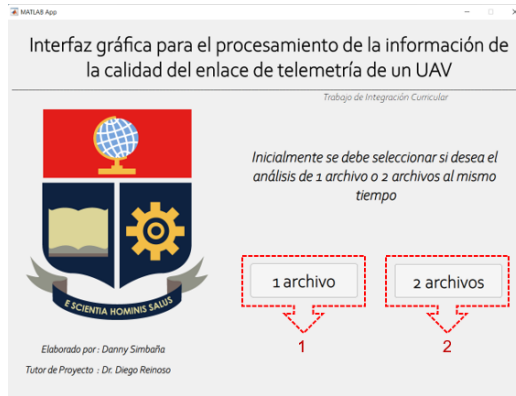 MATLAB App
Interfaz gráfica para el procesamiento de la información de
la calidad del enlace de telemetría de un UAV
Trabajo de Integración Curricular
Inicialmente se debe seleccionar si desea el
análisis de 1 archivo o 2 archivos al mismo
tiempo
1 archivo
2 archivos
1
2
E SCIENTIA HOMINIS SALUS
Elaborado por : Danny Simbaña
Tutor de Proyecto : Dr. Diego Reinoso